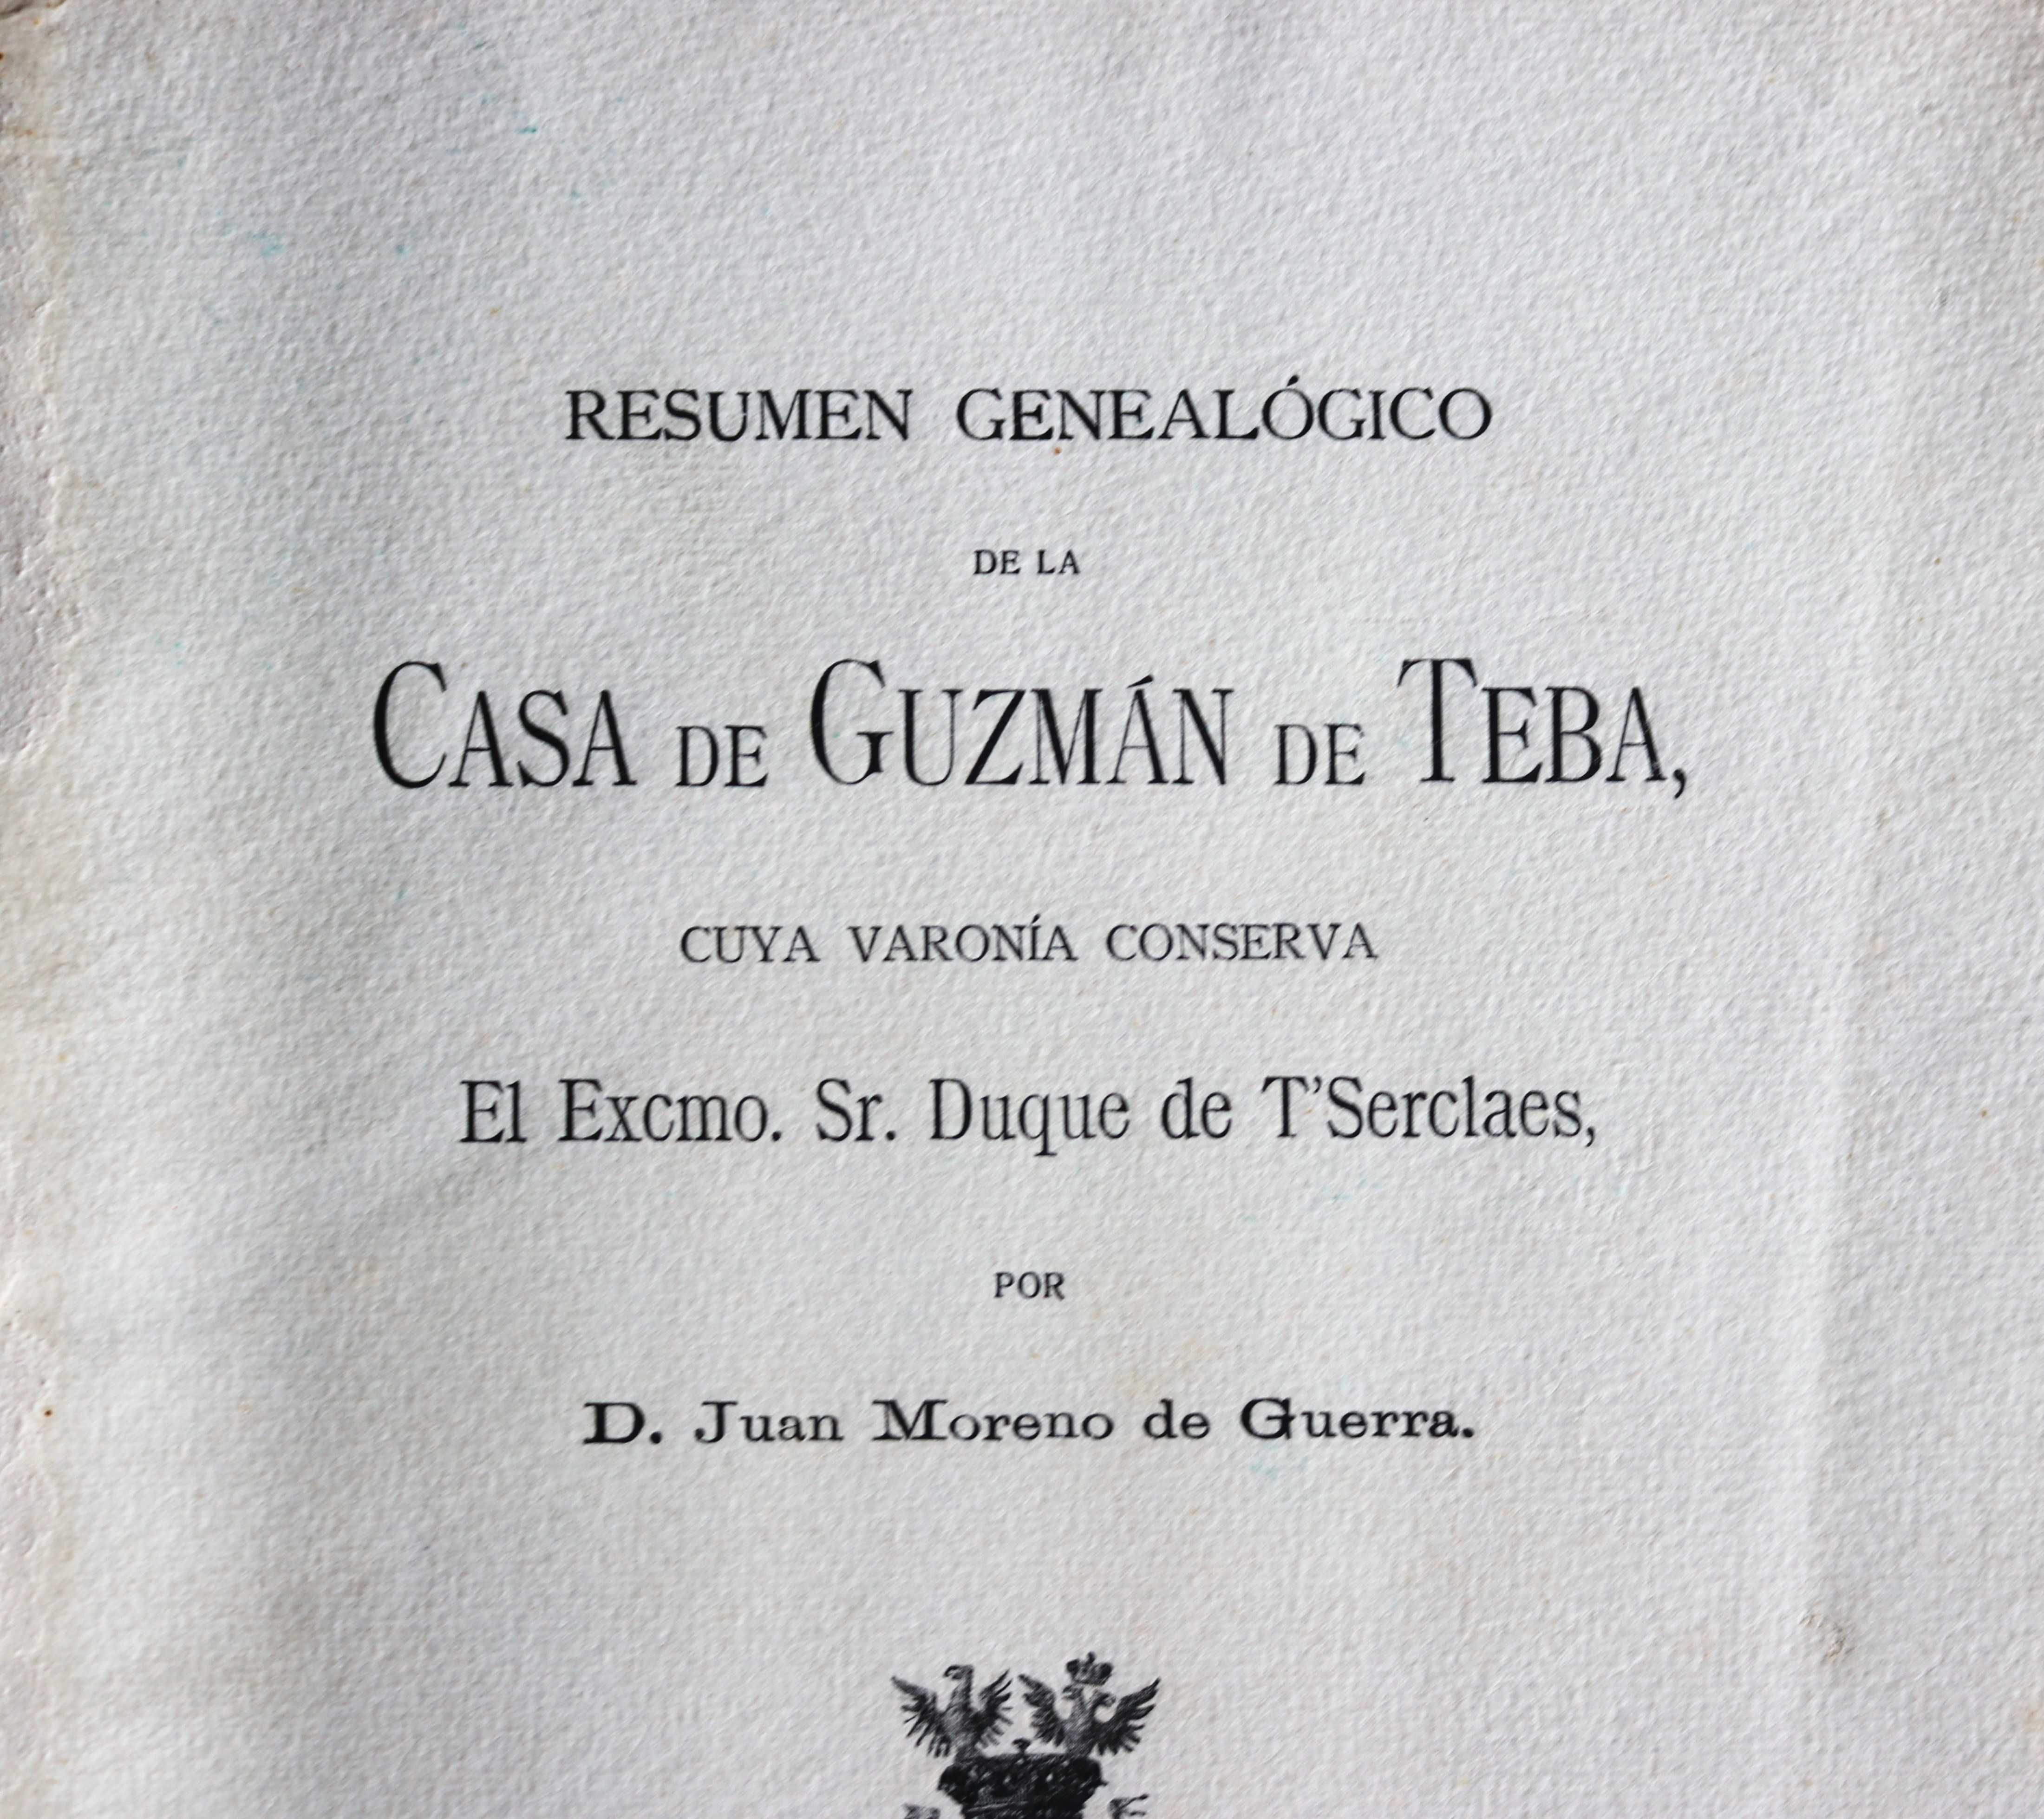 RESUMEN GENEALÓGICO
DE LA
CASA DE GUZMÁN DE TEBA,
CUYA VARONÍA CONSERVA
El Excmo. Sr. Duque de T'Serclaes,
POR
D. Juan Moreno de Guerra.